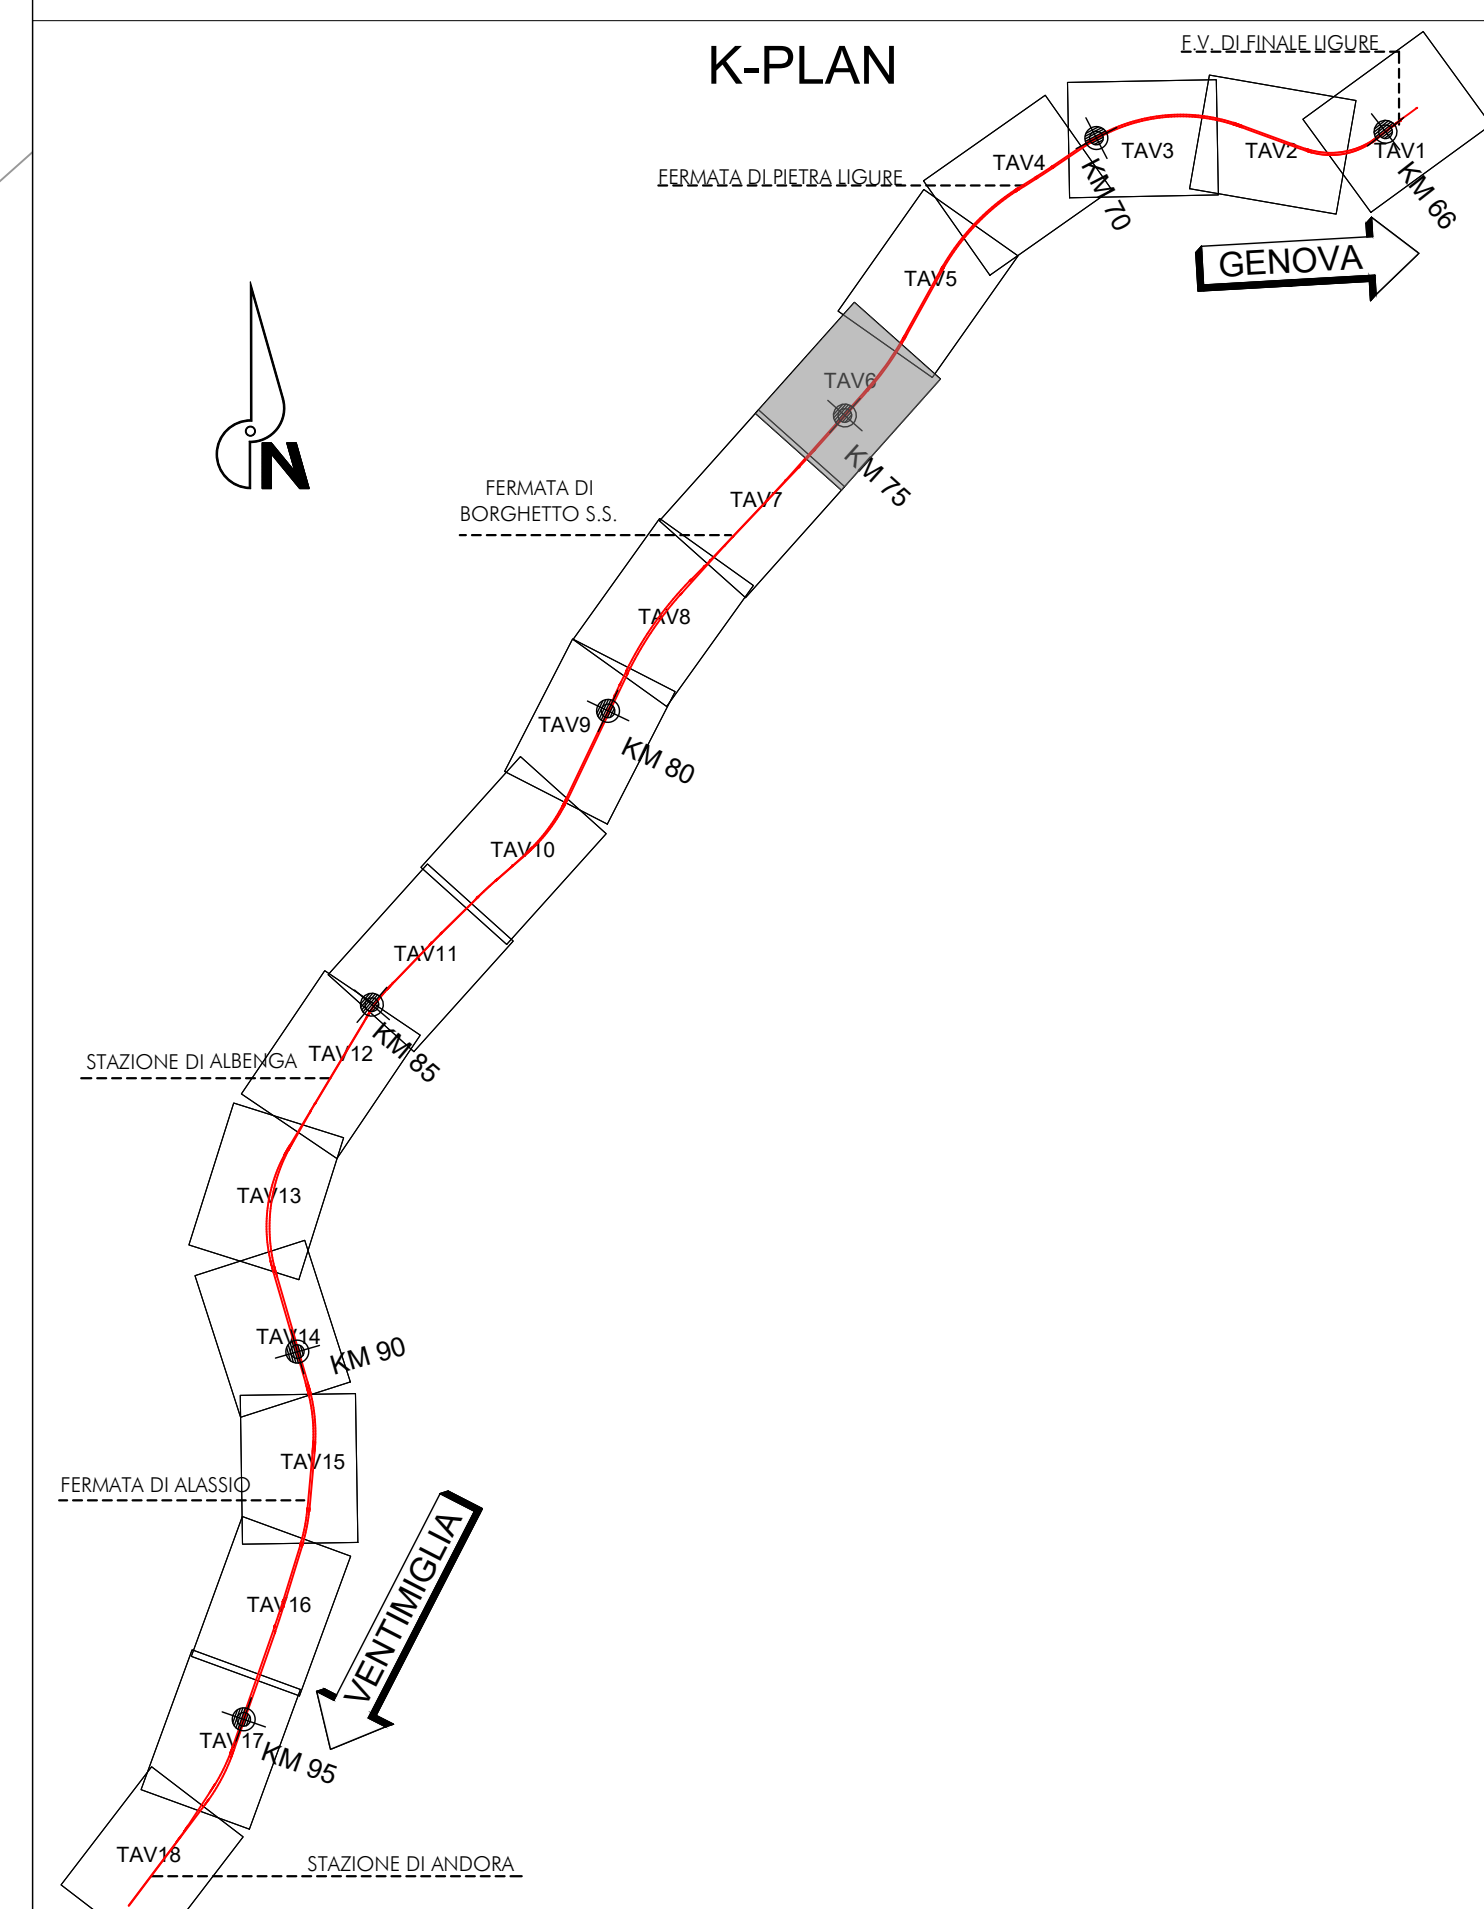 K-PLAN
F.V. DI FINALE LIGURE
TAV1
TAV2
TAV3
TAV4
KM 66
KM 70
FERMATA DI PIETRA LIGURE
GENOVA
TAV5
TAV6
KM 75
N
FERMATA DI
BORGHETTO S.S.
TAV7
TAV8
TAV9
KM 80
TAV10
TAV11
KM 85
TAV12
STAZIONE DI ALBENGA
TAV13
TAV14
KM 90
TAV15
FERMATA DI ALASSIO
VENTIMIGLIA
TAV16
TAV17
KM 95
TAV18
STAZIONE DI ANDORA